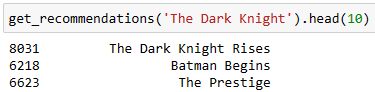 get_recommendations('The Dark Knight').head(10)
8031 The Dark Knight Rises
6218 Batman Begins
6623 The Prestige